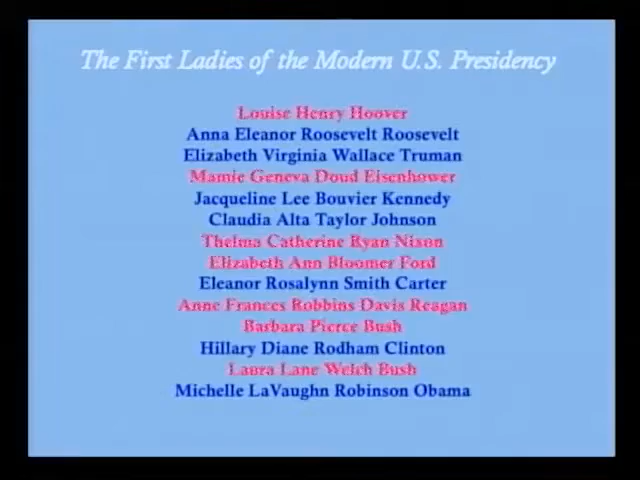 The First Ladies of the Modern U.S. Presidency
Louise Henry Hoover
Anna Eleanor Roosevelt Roosevelt
Elizabeth Virginia Wallace Truman
Mamie Geneva Doud Eisenhower
Jacqueline Lee Bouvier Kennedy
Claudia Alta Taylor Johnson
Thelma Catherine Ryan Nixon
Elizabeth Ann Bloomer Ford
Eleanor Rosalynn Smith Carter
Anne Frances Robbins Davis Reagan
Barbara Pierce Bush
Hillary Diane Rodham Clinton
Laura Lane Welch Bush
Michelle LaVaughn Robinson Obama